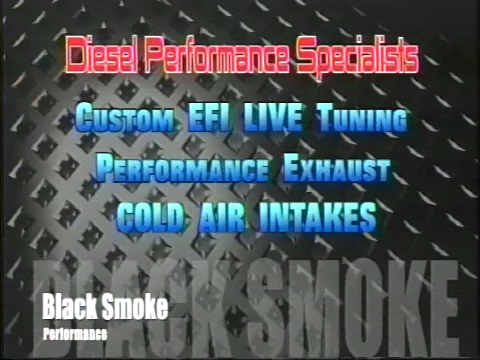 Diesel Performance Specialists
CUSTOM EFI LIVE TUNING
PERFORMANCE EXHAUST
COLD AIR INTAKES
BLACK SMOKE
Black Smoke
Performance